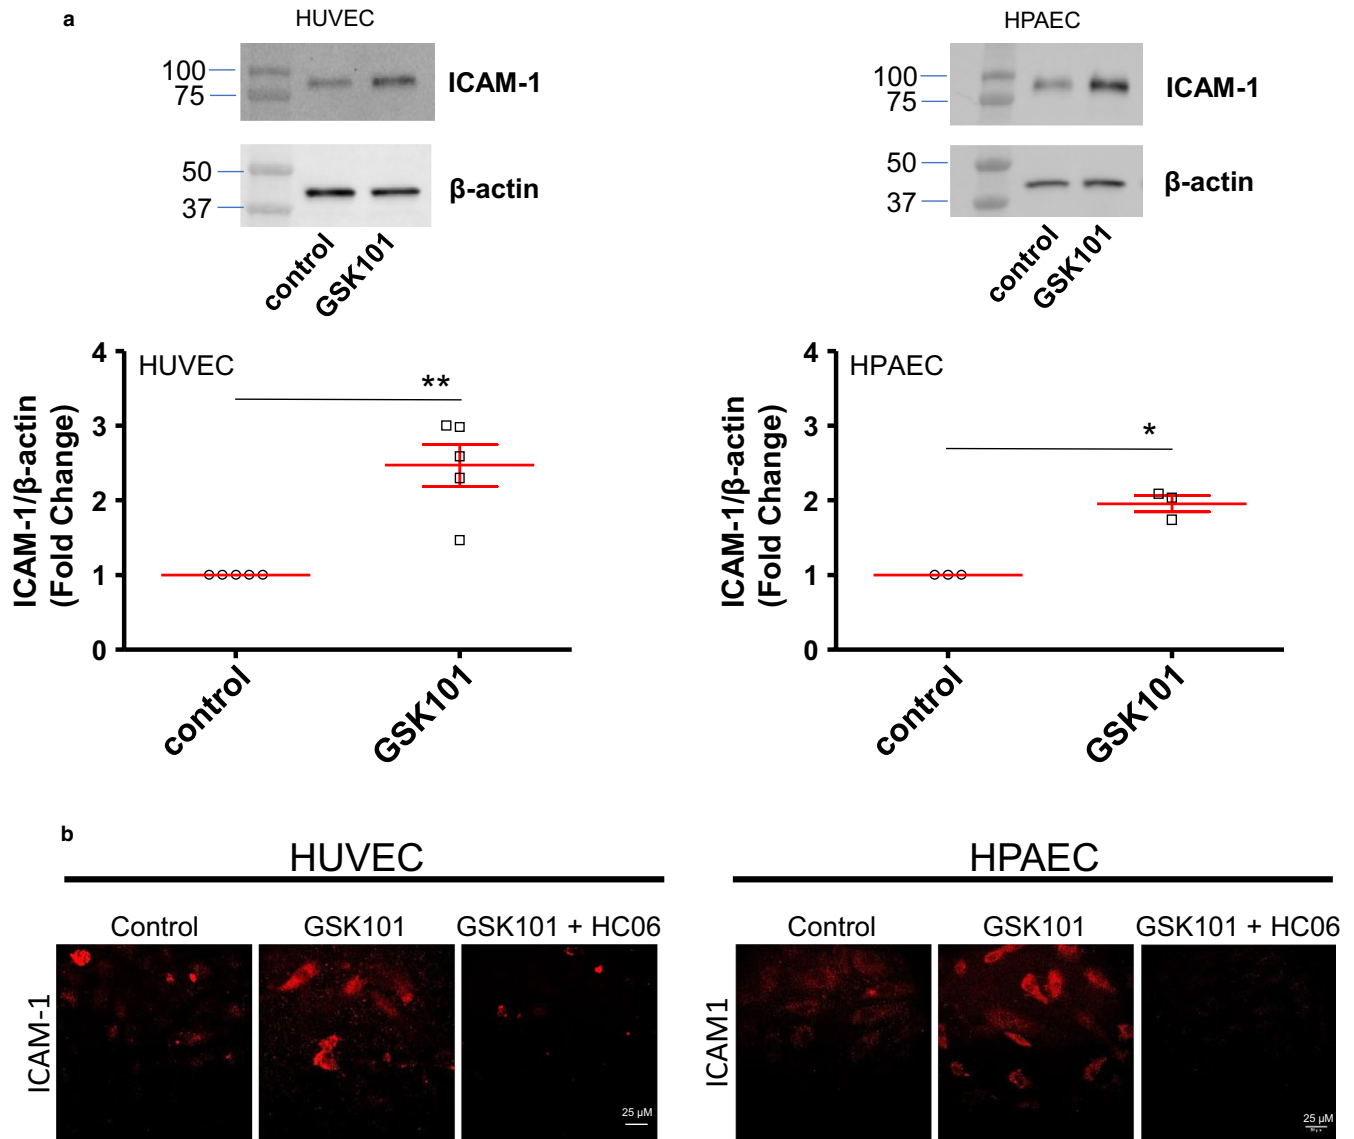 a
HUVEC
100
75
ICAM-1
50
37
β-actin
control
GSK101
HPAEC
100
75
ICAM-1
50
37
β-actin
control
GSK101
ICAM-1/β-actin
(Fold Change)
4
3
2
1
0
HUVEC
**
control
GSK101
ICAM-1/β-actin
(Fold Change)
4
3
2
1
0
HPAEC
*
control
GSK101
b
HUVEC
Control
GSK101
GSK101 + HC06
ICAM-1
25 µM
HPAEC
Control
GSK101
GSK101 + HC06
ICAM1
25 µM